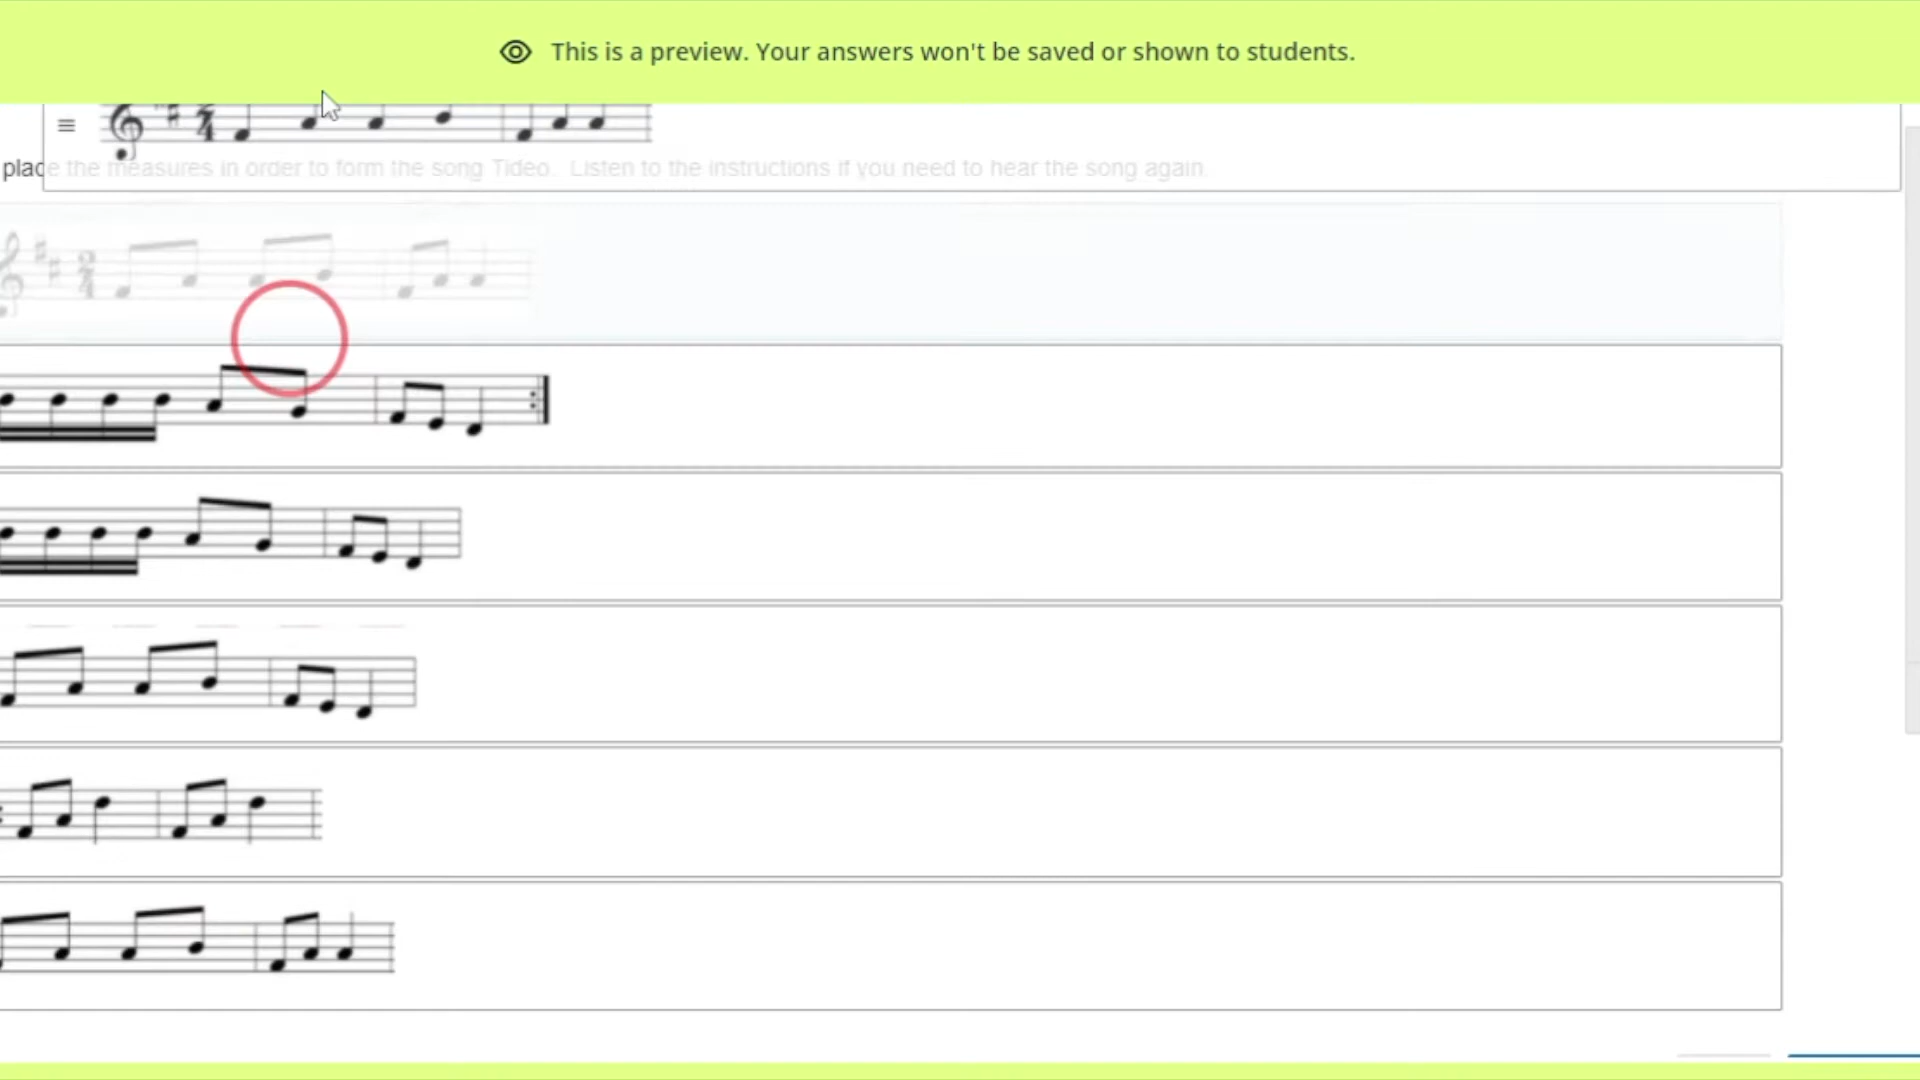 This is a preview. Your answers won't be saved or shown to students.
place the measures in order to form the song Tideo. Listen to the instructions if you need to hear the song again.